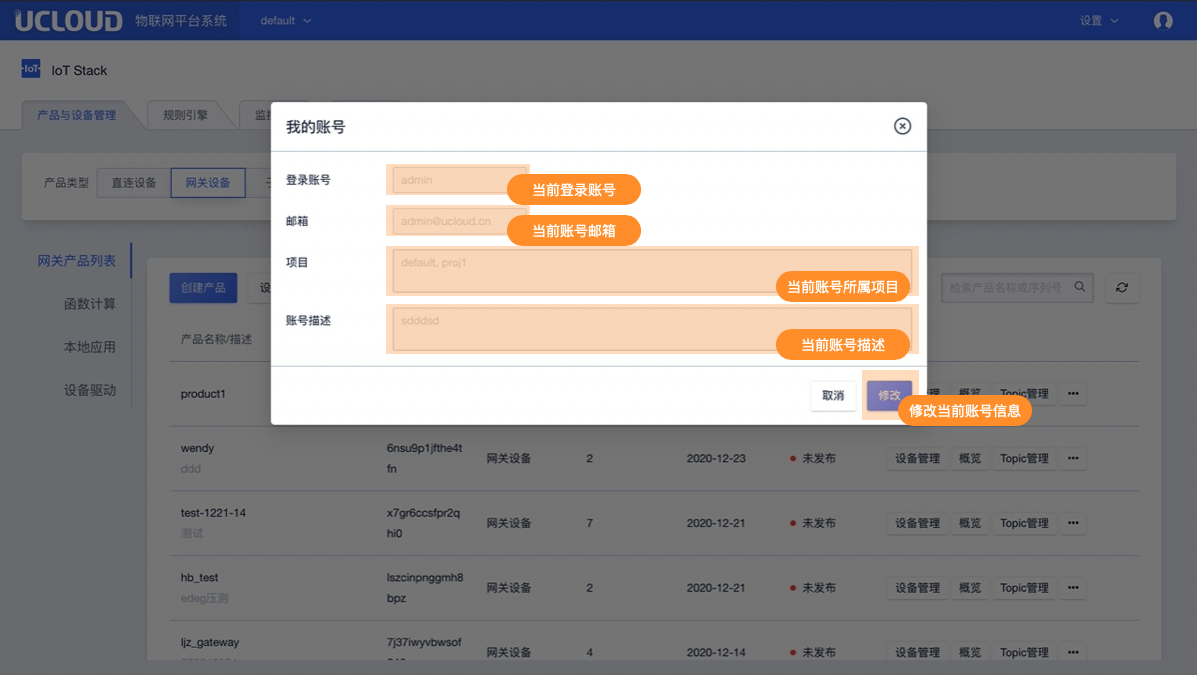 UCLOUD 物联网平台系统 default 设置
IoT IoT Stack
产品与设备管理 规则引擎
我的账号
登录账号 admin 当前登录账号
邮箱 admin@ucloud.cn 当前账号邮箱
项目 default, proj1 当前账号所属项目
账号描述 sdddsd 当前账号描述
取消 修改 修改当前账号信息
产品类型 直连设备 网关设备
网关产品列表
函数计算
本地应用
设备驱动
创建产品 设 检索产品名称或序列号
产品名称/描述
product1 概览 Topic管理 •••
wendy 6nsu9p1jfthe4t 网关设备 2 2020-12-23 未发布 设备管理 概览 Topic管理 •••
ddd fn
test-1221-14 x7gr6ccsfpr2q 网关设备 7 2020-12-21 未发布 设备管理 概览 Topic管理 •••
测试 hi0
hb_test lszcinpnggmh8 网关设备 2 2020-12-21 未发布 设备管理 概览 Topic管理 •••
edeg压测 bpz
ljz_gateway 7j37iwyvbwsof 网关设备 4 2020-12-14 未发布 设备管理 概览 Topic管理 •••